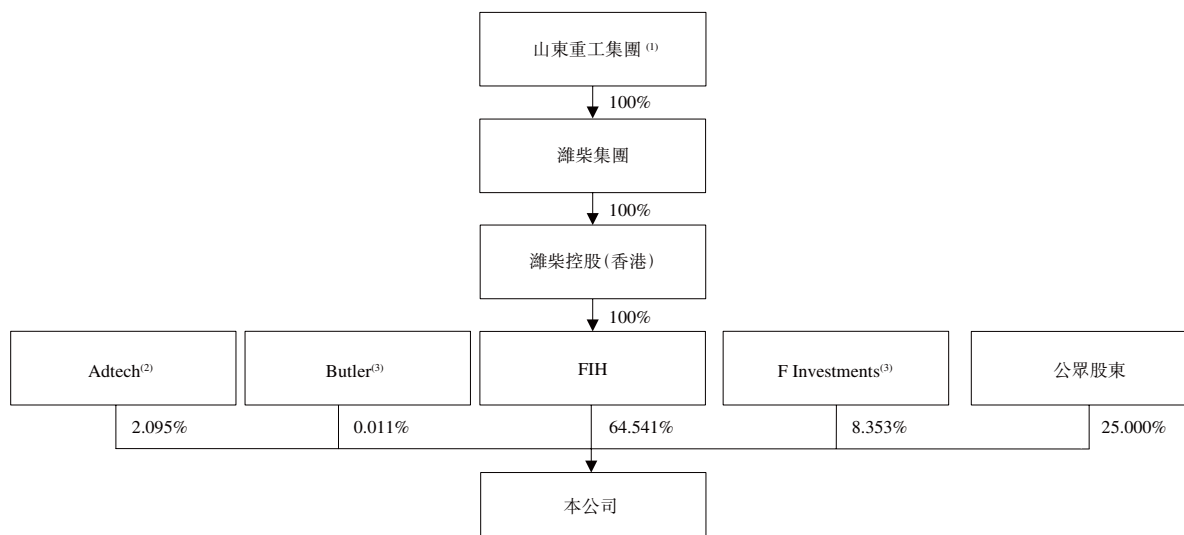 山東重工集團(1)
100%
濰柴集團
100%
濰柴控股(香港)
100%
Adtech(2)
Butler(3)
FIH
F Investments(3)
公眾股東
2.095%
0.011%
64.541%
8.353%
25.000%
本公司